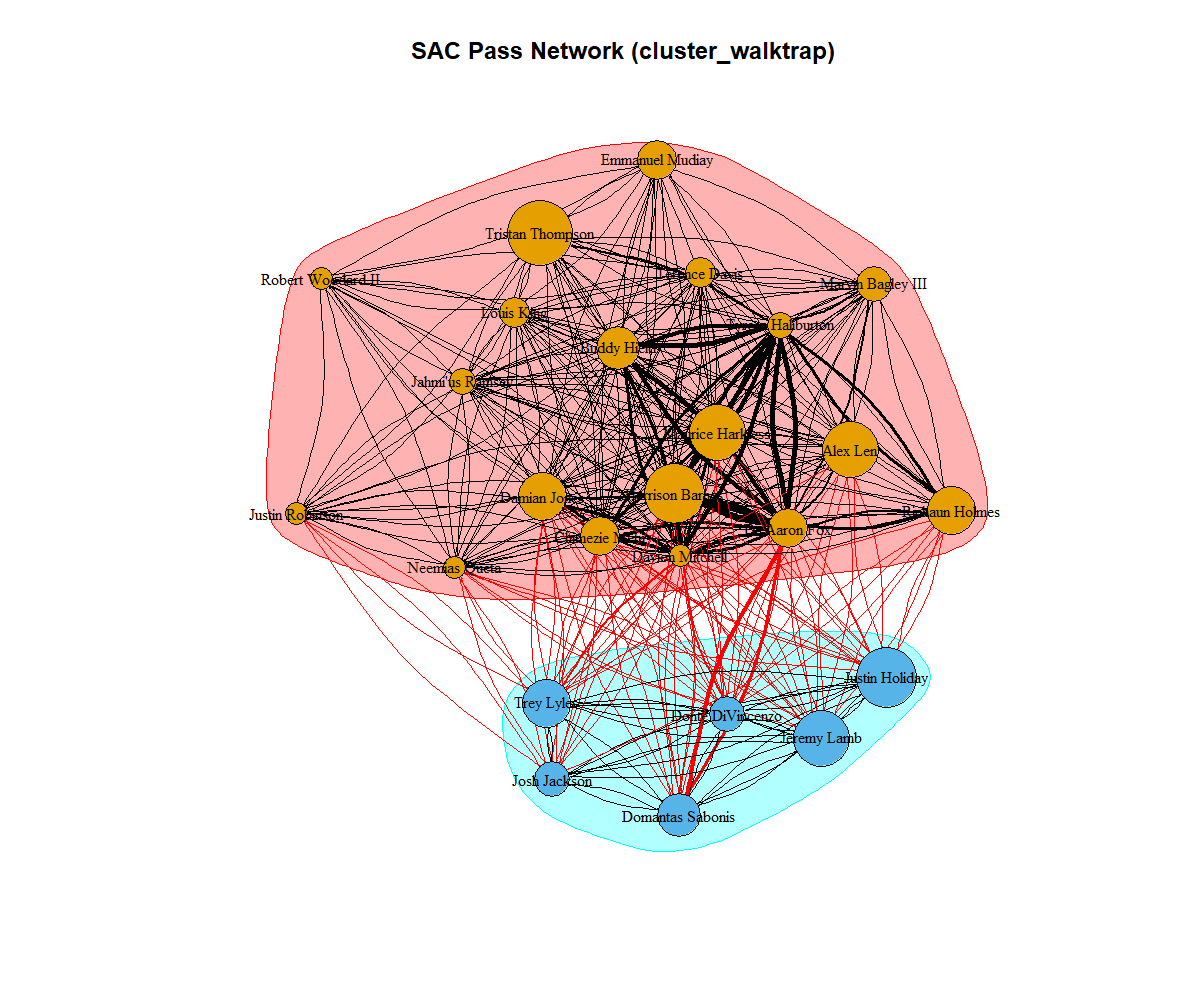 SAC Pass Network (cluster_walktrap)
Emmanuel Mudiay
Tristan Thompson
Terence Davis
Robert Woodard II
Marvin Bagley III
Louis King
Haliburton
Buddy Hield
Jahmi'us Ramsey
Maurice Harkless
Alex Len
Damian Jones
Harrison Barnes
Richaun Holmes
Justin Robinson
De'Aaron Fox
Chimezie Metu
Davion Mitchell
Neemias Queta
Justin Holiday
Trey Lyles
Donte DiVincenzo
Jeremy Lamb
Josh Jackson
Domantas Sabonis